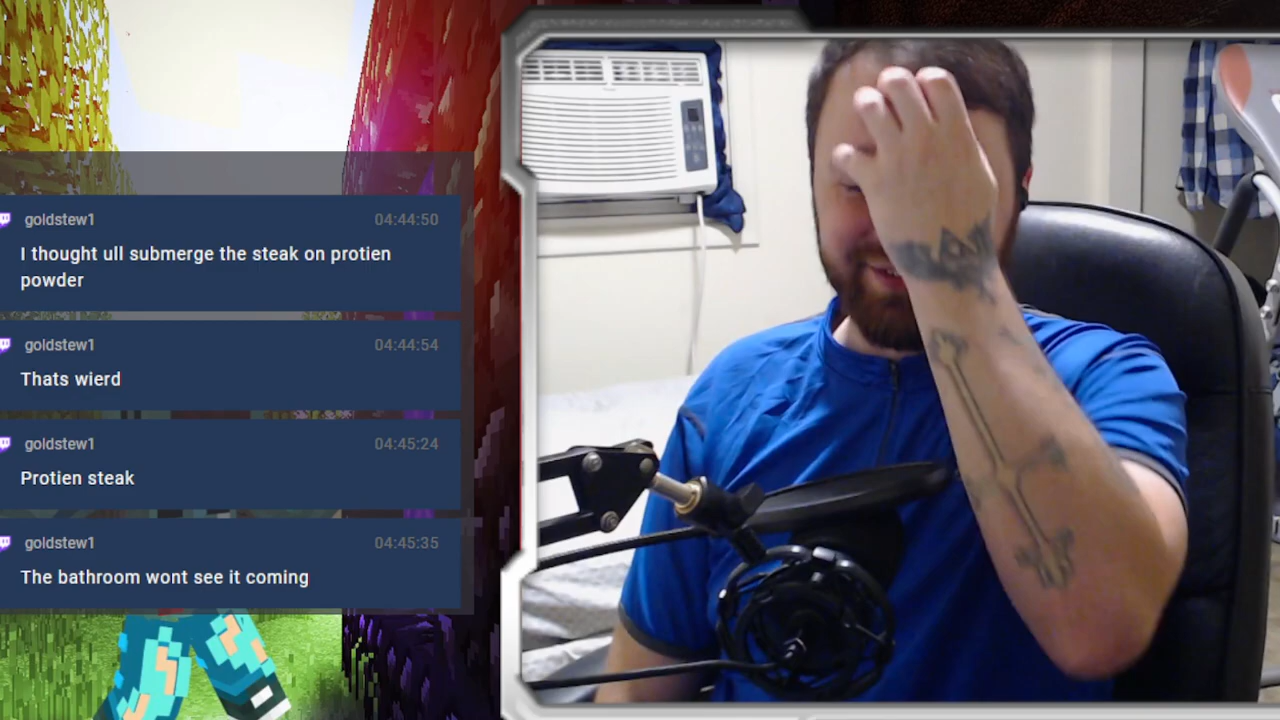 goldstew1 04:44:50
I thought ull submerge the steak on protien
powder
goldstew1 04:44:54
Thats wierd
goldstew1 04:45:24
Protien steak
goldstew1 04:45:35
The bathroom wont see it coming